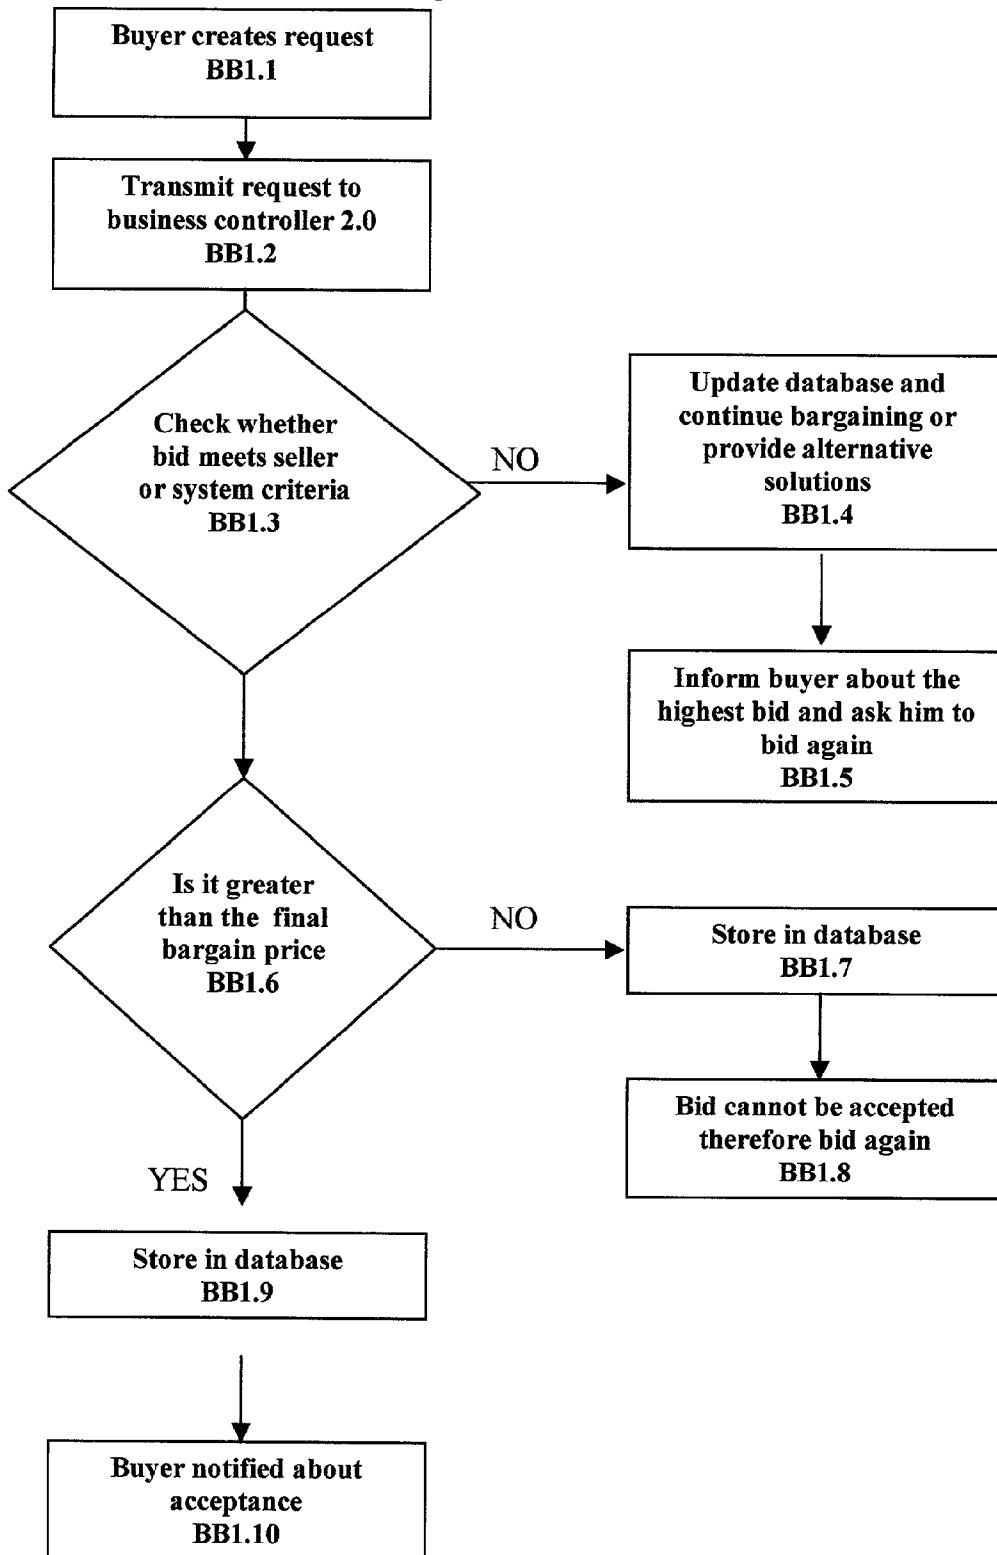 Buyer creates request
BB1.1
Transmit request to
business controller 2.0
BB1.2
Check whether
bid meets seller
or system criteria
BB1.3
NO
Update database and
continue bargaining or
provide alternative
solutions
BB1.4
Inform buyer about the
highest bid and ask him to
bid again
BB1.5
Is it greater
than the final
bargain price
BB1.6
NO
Store in database
BB1.7
Bid cannot be accepted
therefore bid again
BB1.8
YES
Store in database
BB1.9
Buyer notified about
acceptance
BB1.10